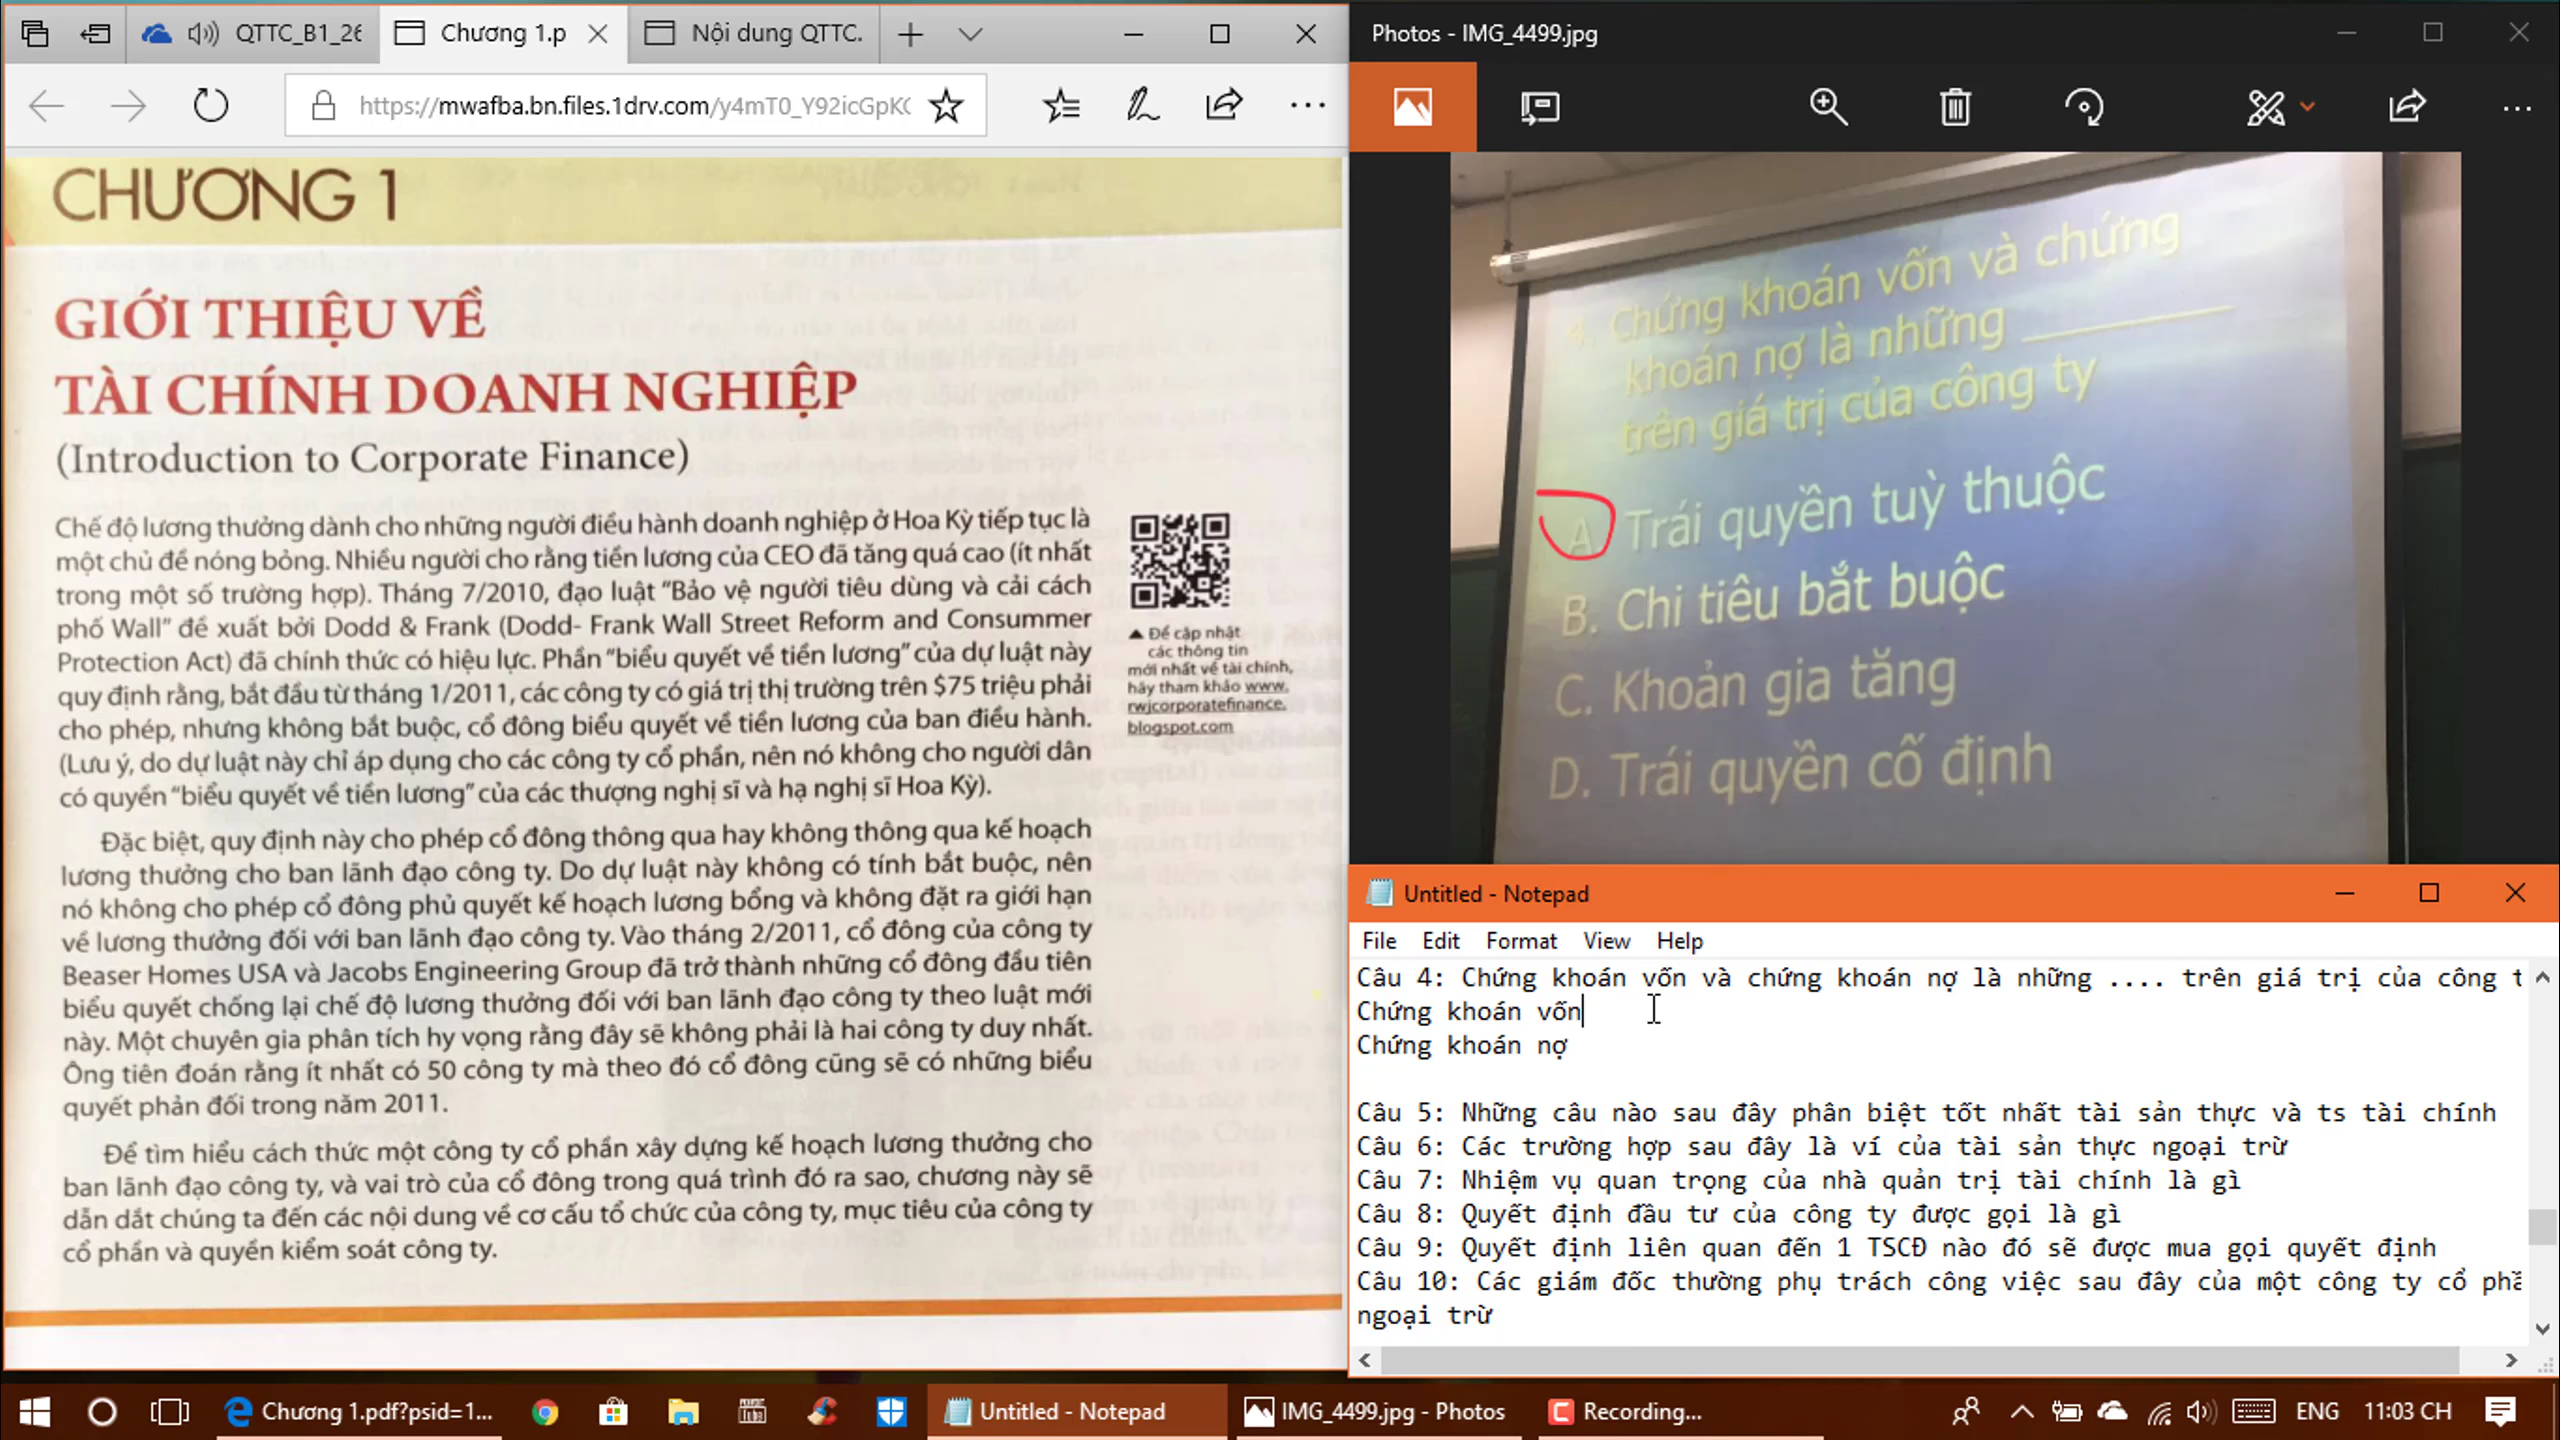 QTTC_B1_26
Chương 1.p
Nội dung QTTC.
https://mwafba.bn.files.1drv.com/y4mT0_Y92icGpK
CHƯƠNG 1
GIỚI THIỆU VỀ
TÀI CHÍNH DOANH NGHIỆP
(Introduction to Corporate Finance)
Chế độ lương thưởng dành cho những người điều hành doanh nghiệp ở Hoa Kỳ tiếp tục là
một chủ đề nóng bỏng. Nhiều người cho rằng tiền lương của CEO đã tăng quá cao (ít nhất
trong một số trường hợp). Tháng 7/2010, đạo luật "Bảo vệ người tiêu dùng và cải cách
phố Wall" đề xuất bởi Dodd & Frank (Dodd- Frank Wall Street Reform and Consummer
Protection Act) đã chính thức có hiệu lực. Phần "biểu quyết về tiền lương" của dự luật này
quy định rằng, bắt đầu từ tháng 1/2011, các công ty có giá trị thị trường trên $75 triệu phải
cho phép, nhưng không bắt buộc, cổ đông biểu quyết về tiền lương của ban điều hành.
(Lưu ý, do dự luật này chỉ áp dụng cho các công ty cổ phần, nên nó không cho người dân
có quyền "biểu quyết về tiền lương" của các thượng nghị sĩ và hạ nghị sĩ Hoa Kỳ).
▲ Để cập nhật
các thông tin
mới nhất về tài chính,
hãy tham khảo www.
rwjcorporatefinance.
blogspot.com
Đặc biệt, quy định này cho phép cổ đông thông qua hay không thông qua kế hoạch
lương thưởng cho ban lãnh đạo công ty. Do dự luật này không có tính bắt buộc, nên
nó không cho phép cổ đông phủ quyết kế hoạch lương bổng và không đặt ra giới hạn
về lương thưởng đối với ban lãnh đạo công ty. Vào tháng 2/2011, cổ đông của công ty
Beaser Homes USA và Jacobs Engineering Group đã trở thành những cổ đông đầu tiên
biểu quyết chống lại chế độ lương thưởng đối với ban lãnh đạo công ty theo luật mới
này. Một chuyên gia phân tích hy vọng rằng đây sẽ không phải là hai công ty duy nhất.
Ông tiên đoán rằng ít nhất có 50 công ty mà theo đó cổ đông cũng sẽ có những biểu
quyết phản đối trong năm 2011.
Để tìm hiểu cách thức một công ty cổ phần xây dựng kế hoạch lương thưởng cho
ban lãnh đạo công ty, và vai trò của cổ đông trong quá trình đó ra sao, chương này sẽ
dẫn dắt chúng ta đến các nội dung về cơ cấu tổ chức của công ty, mục tiêu của công ty
cổ phần và quyền kiểm soát công ty.
Photos - IMG_4499.jpg
4. Chứng khoán vốn và chứng
khoán nợ là những ________
trên giá trị của công ty
A. Trái quyền tuỳ thuộc
B. Chi tiêu bắt buộc
C. Khoản gia tăng
D. Trái quyền cố định
Untitled - Notepad
File Edit Format View Help
Câu 4: Chứng khoán vốn và chứng khoán nợ là những .... trên giá trị của công t
Chứng khoán vốn
Chứng khoán nợ
Câu 5: Những câu nào sau đây phân biệt tốt nhất tài sản thực và ts tài chính
Câu 6: Các trường hợp sau đây là ví của tài sản thực ngoại trừ
Câu 7: Nhiệm vụ quan trọng của nhà quản trị tài chính là gì
Câu 8: Quyết định đầu tư của công ty được gọi là gì
Câu 9: Quyết định liên quan đến 1 TSCĐ nào đó sẽ được mua gọi quyết định
Câu 10: Các giám đốc thường phụ trách công việc sau đây của một công ty cổ phầ
ngoại trừ
Chương 1.pdf?psid=1...
Untitled - Notepad
IMG_4499.jpg - Photos
Recording...
ENG
11:03 CH